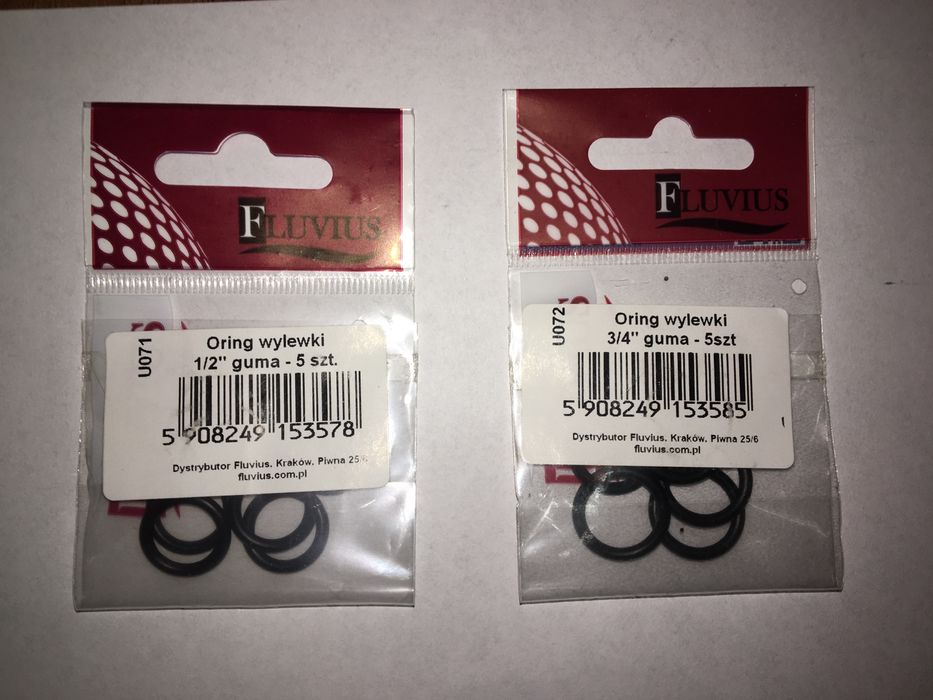 FLUVIUS
U071
Oring wylewki
1/2" guma - 5 szt.
5 908249 153578
Dystrybutor Fluvius. Kraków. Piwna 25/6
fluvius.com.pl
FLUVIUS
U072
Oring wylewki
3/4" guma - 5szt
5 908249 153585
Dystrybutor Fluvius. Kraków. Piwna 25/6
fluvius.com.pl